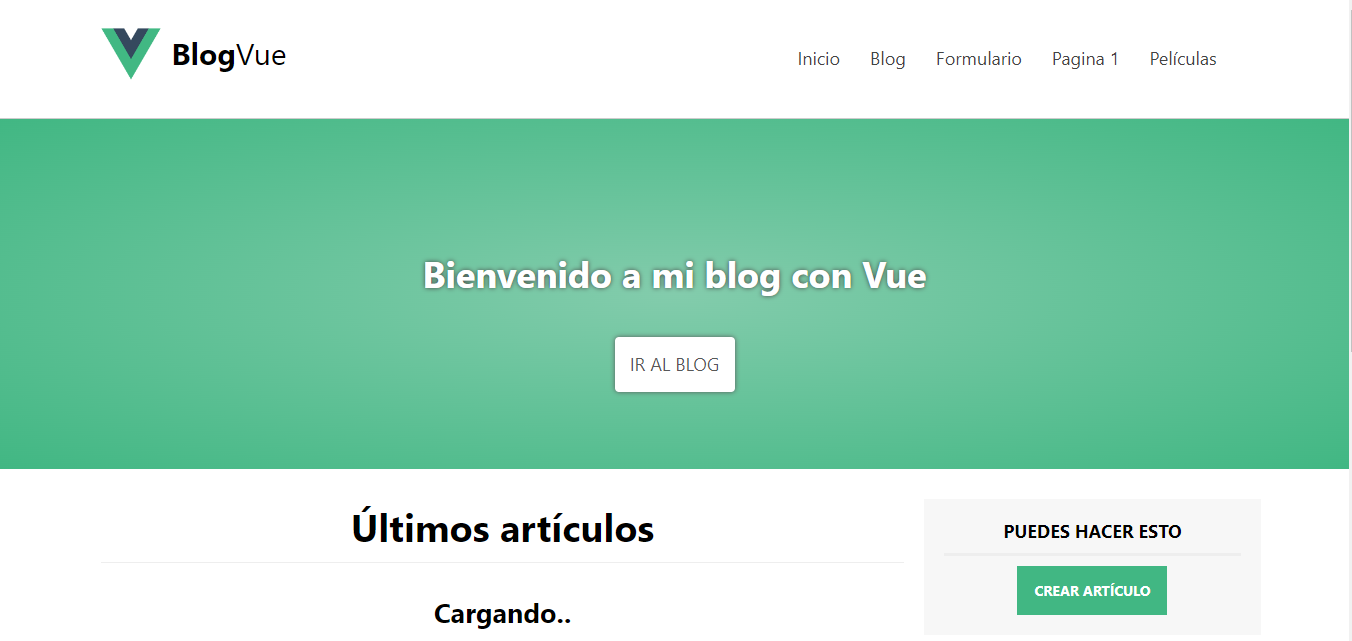 BlogVue
Inicio Blog Formulario Pagina 1 Películas
Bienvenido a mi blog con Vue
IR AL BLOG
Últimos artículos
Cargando..
PUEDES HACER ESTO
CREAR ARTÍCULO